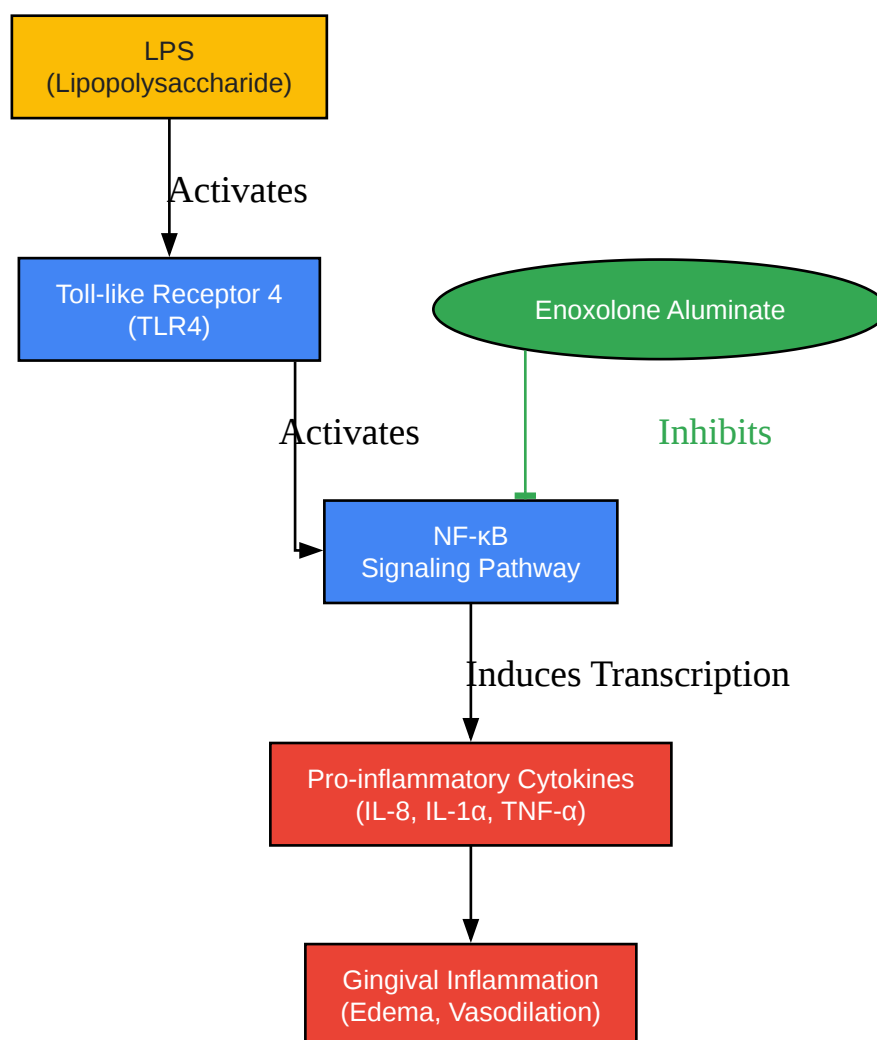 LPS
(Lipopolysaccharide)
Activates
Toll-like Receptor 4
(TLR4)
Enoxolone Aluminate
Activates
Inhibits
NF-κB
Signaling Pathway
Induces Transcription
Pro-inflammatory Cytokines
(IL-8, IL-1α, TNF-α)
Gingival Inflammation
(Edema, Vasodilation)